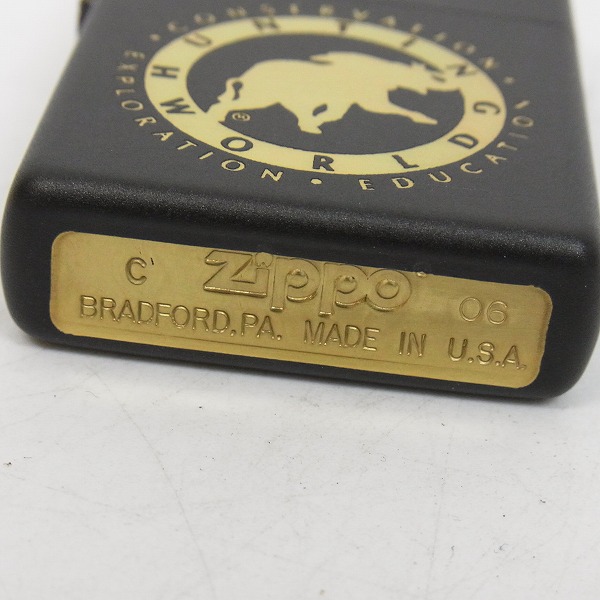 • CONSERVATION •
HUNTING
WORLD
®
EXPLORATION • EDUCATION
C' Zippo 06
BRADFORD, PA. MADE IN U.S.A.